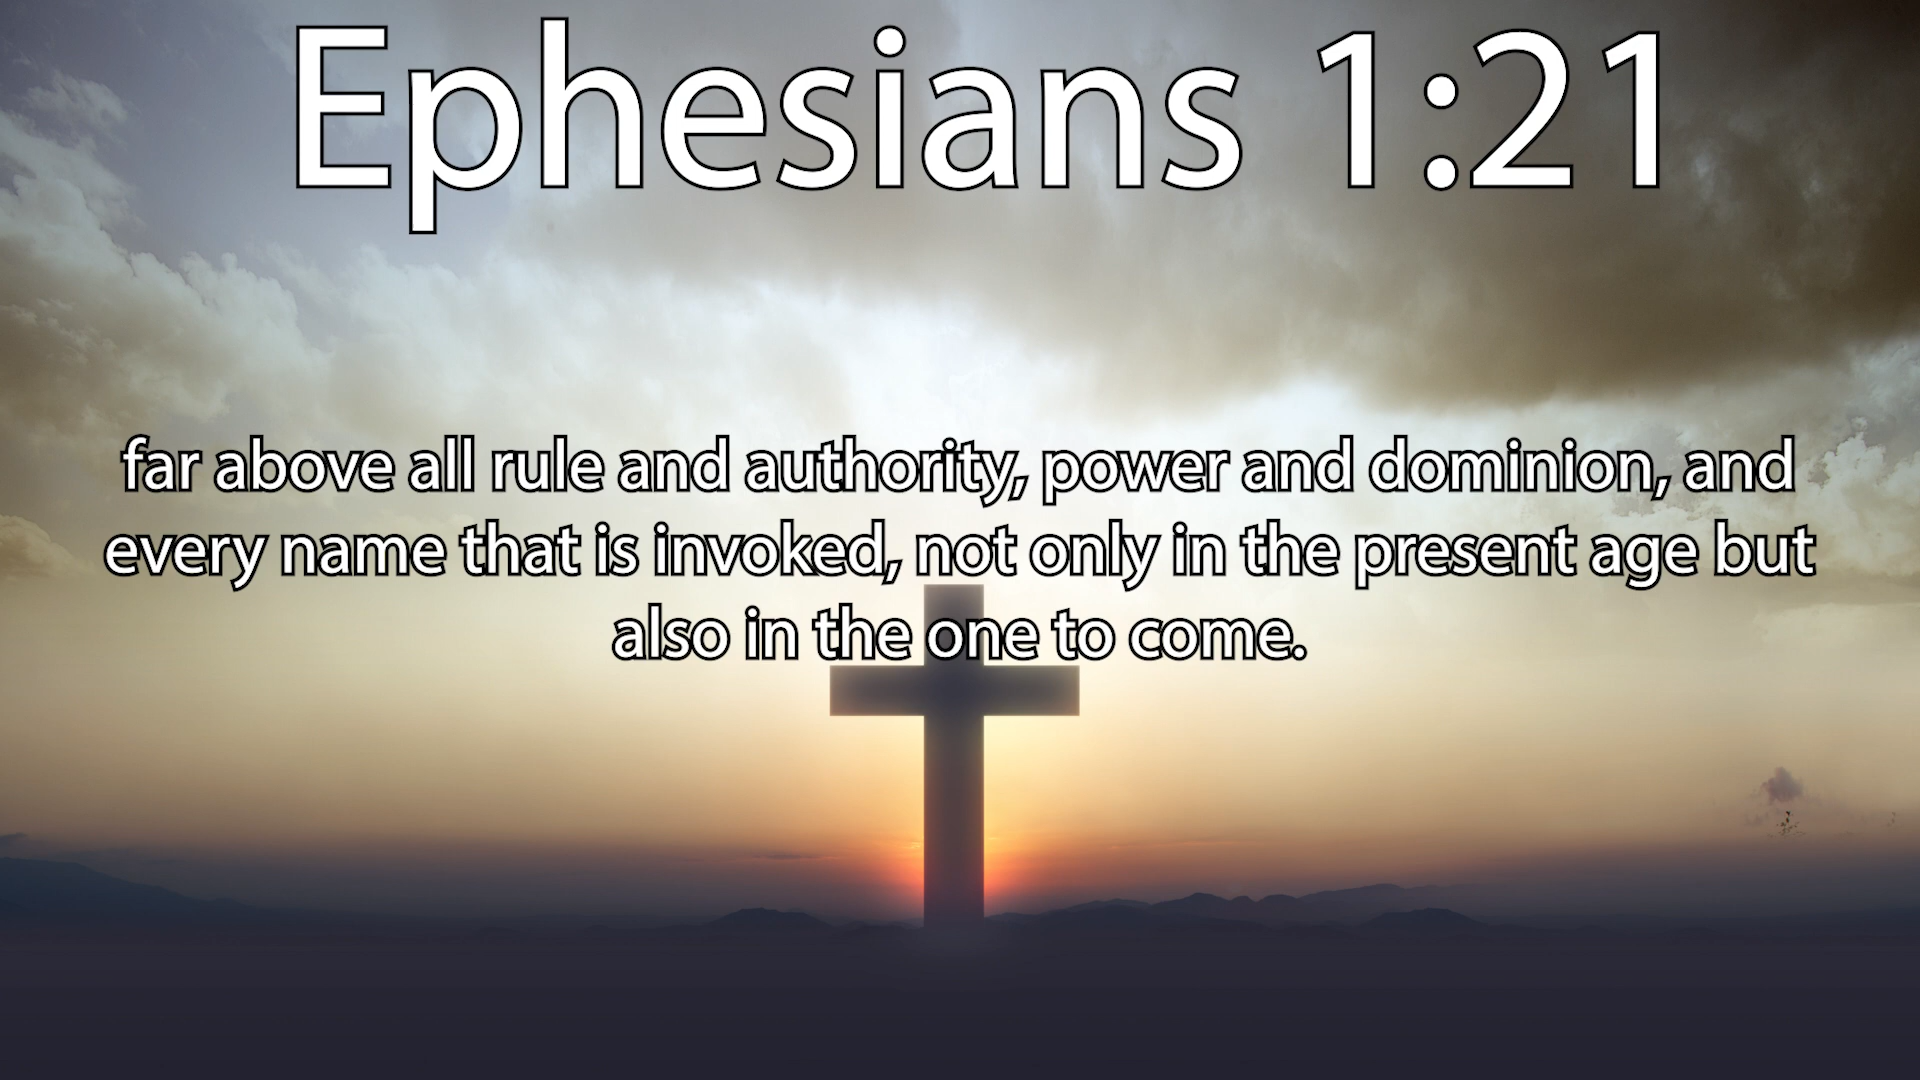 Ephesians 1:21
far above all rule and authority, power and dominion, and
every name that is invoked, not only in the present age but
also in the one to come.